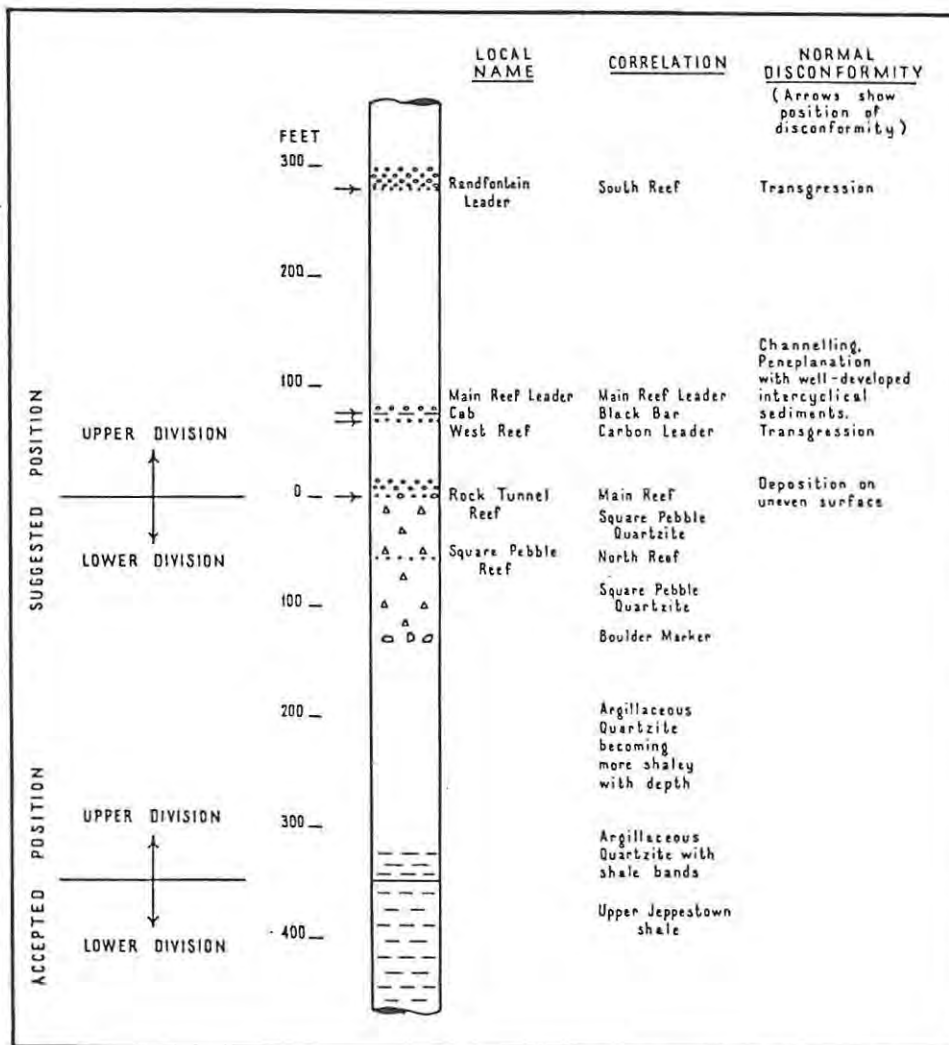 LOCAL
NAME
CORRELATION
NORMAL
DISCONFORMITY
(Arrows show
position of
disconformity)
FEET
300
Randfontein
Leader
South Reef
Transgression
200
100
Main Reef Leader
Cab
West Reef
Main Reef Leader
Black Bar
Carbon Leader
Channelling.
Peneplanation
with well-developed
intercyclical
sediments.
Transgression
SUGGESTED POSITION
UPPER DIVISION
LOWER DIVISION
0
Rock Tunnel
Reef
Main Reef
Deposition on
uneven surface
Square Pebble
Quartzite
Square Pebble
Reef
North Reef
100
Square Pebble
Quartzite
Boulder Marker
200
Argillaceous
Quartzite
becoming
more shaley
with depth
ACCEPTED POSITION
UPPER DIVISION
LOWER DIVISION
300
Argillaceous
Quartzite with
shale bands
400
Upper Jeppestown
shale